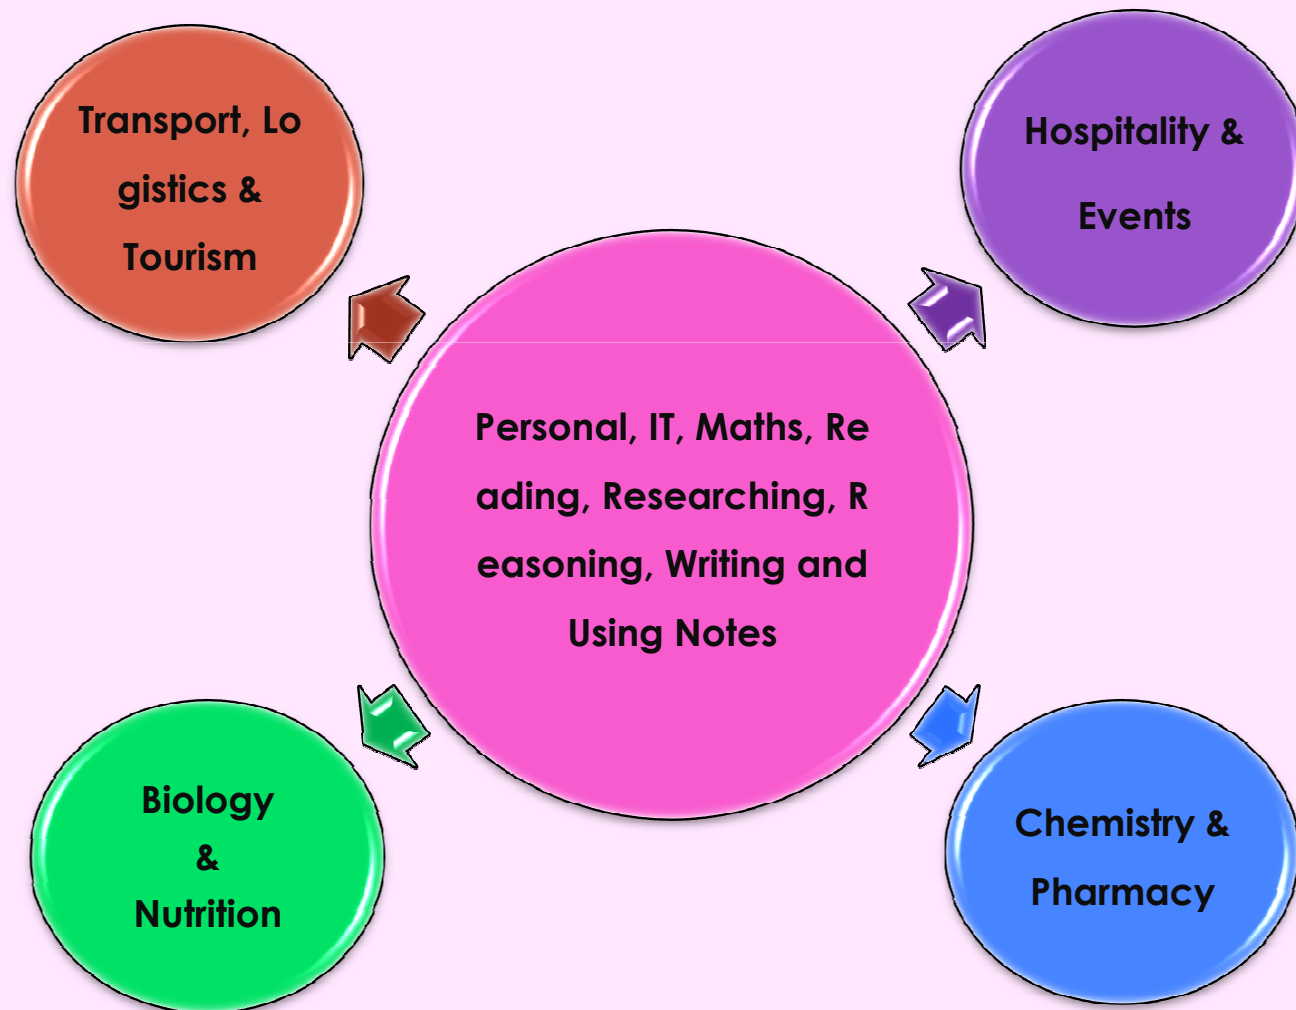 Transport, Lo
gistics &
Tourism
Hospitality &
Events
Personal, IT, Maths, Re
ading, Researching, R
easoning, Writing and
Using Notes
Biology
&
Nutrition
Chemistry &
Pharmacy